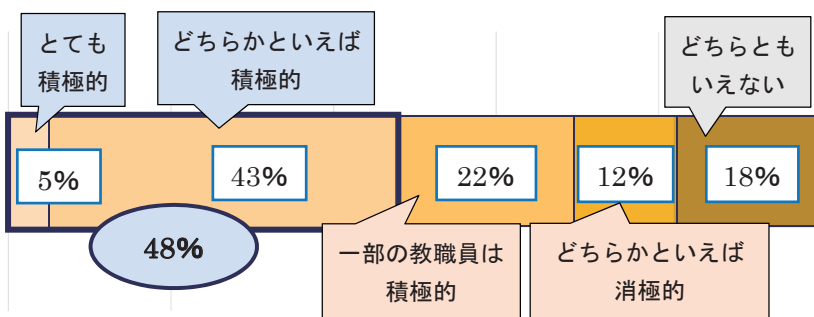 とても
積極的
どちらかといえば
積極的
どちらとも
いえない
5%
43%
22%
12%
18%
48%
一部の教職員は
積極的
どちらかといえば
消極的